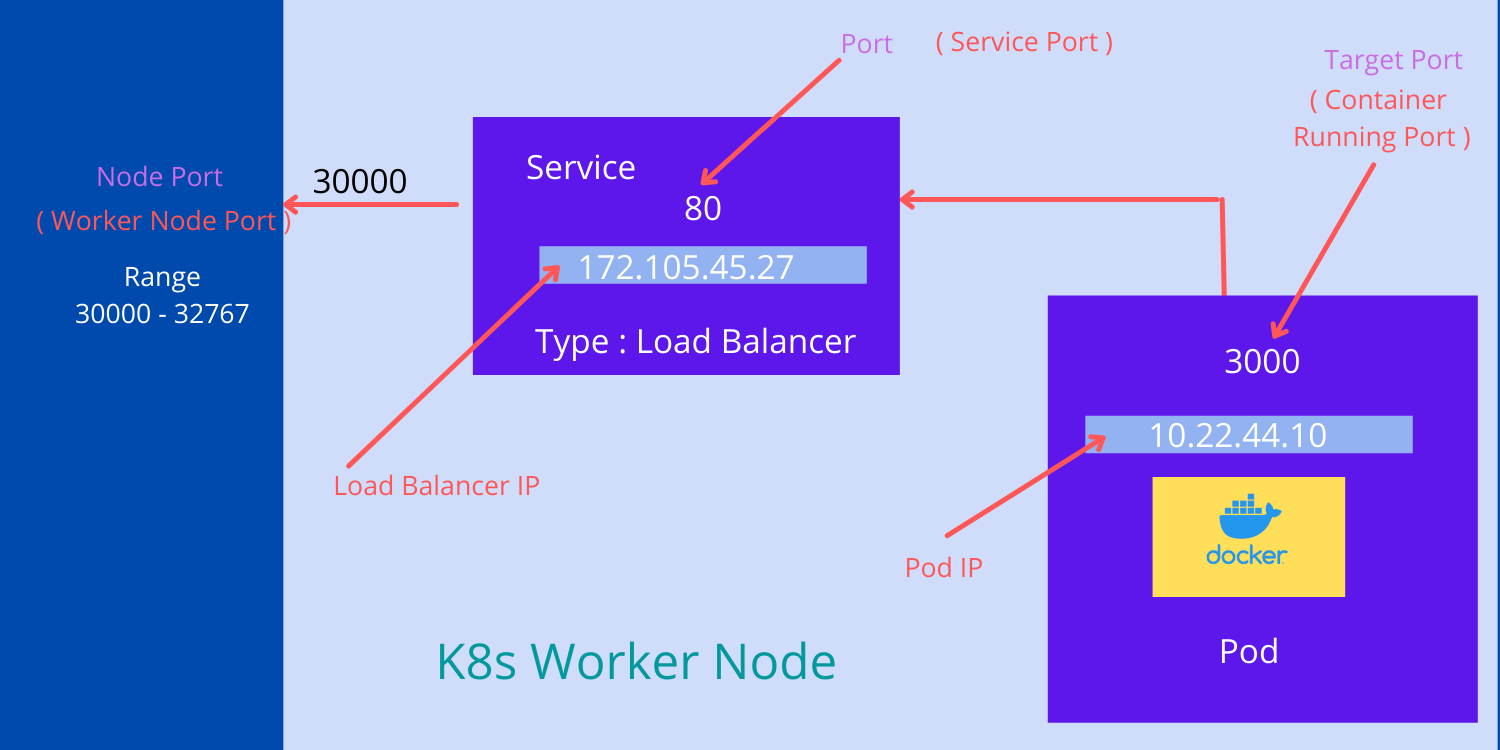 Port ( Service Port )
Target Port
( Container
Running Port )
Node Port
( Worker Node Port )
Range
30000 - 32767
30000
Service
80
172.105.45.27
Type : Load Balancer
Load Balancer IP
3000
10.22.44.10
docker
Pod
Pod IP
K8s Worker Node